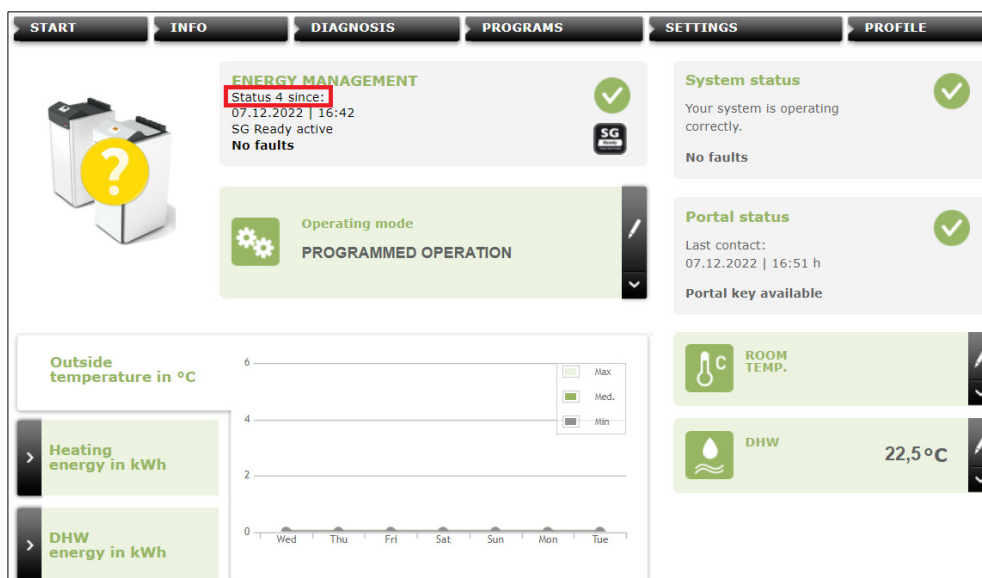 START
INFO
DIAGNOSIS
PROGRAMS
SETTINGS
PROFILE
ENERGY MANAGEMENT
Status 4 since:
07.12.2022 | 16:42
SG Ready active
No faults
SG
Ready
System status
Your system is operating
correctly.
No faults
?
Operating mode
PROGRAMMED OPERATION
Portal status
Last contact:
07.12.2022 | 16:51 h
Portal key available
Outside
temperature in °C
Heating
energy in kWh
DHW
energy in kWh
6
4
2
0
Max
Med.
Min
Wed Thu Fri Sat Sun Mon Tue
C
ROOM
TEMP.
DHW
22,5°C